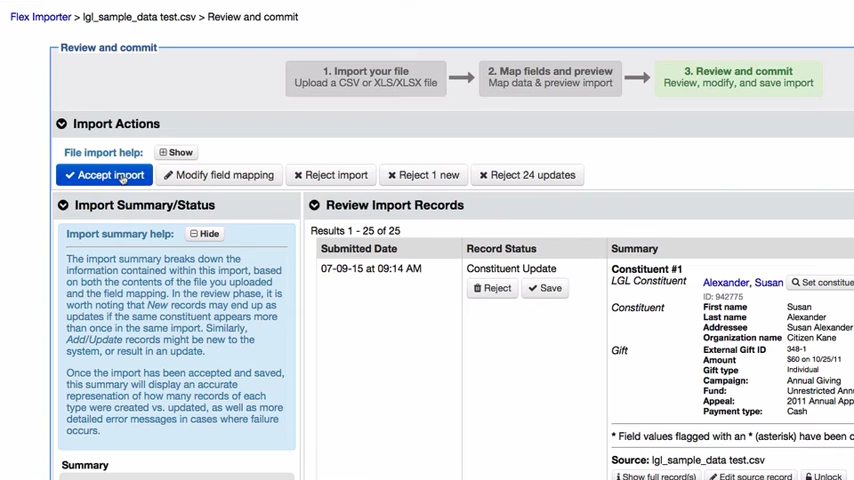 Flex Importer > lgl_sample_data test.csv > Review and commit
Review and commit
1. Import your file
Upload a CSV or XLS/XLSX file
2. Map fields and preview
Map data & preview import
3. Review and commit
Review, modify, and save import
Import Actions
File import help: Show
Accept import
Modify field mapping
Reject import
Reject 1 new
Reject 24 updates
Import Summary/Status
Import summary help: Hide
The import summary breaks down the
information contained within this import, based
on both the contents of the file you uploaded
and the field mapping. In the review phase, it is
worth noting that New records may end up as
updates if the same constituent appears more
than once in the same import. Similarly,
Add/Update records might be new to the
system, or result in an update.
Once the import has been accepted and saved,
this summary will display an accurate
represenation of how many records of each
type were created vs. updated, as well as more
detailed error messages in cases where failure
occurs.
Summary
Review Import Records
Results 1 - 25 of 25
Submitted Date Record Status Summary
07-09-15 at 09:14 AM
Constituent Update
Reject Save
Constituent #1
LGL Constituent Alexander, Susan Set constitue
ID: 942775
Constituent First name Susan
Last name Alexander
Addressee Susan Alexander
Organization name Citizen Kane
Gift External Gift ID 348-1
Amount $60 on 10/25/11
Gift type Individual
Campaign: Annual Giving
Fund: Unrestricted Ann
Appeal: 2011 Annual App
Payment type: Cash
* Field values flagged with an * (asterisk) have been c
Source: lgl_sample_data test.csv
Show full record(s) Edit source record Unlock